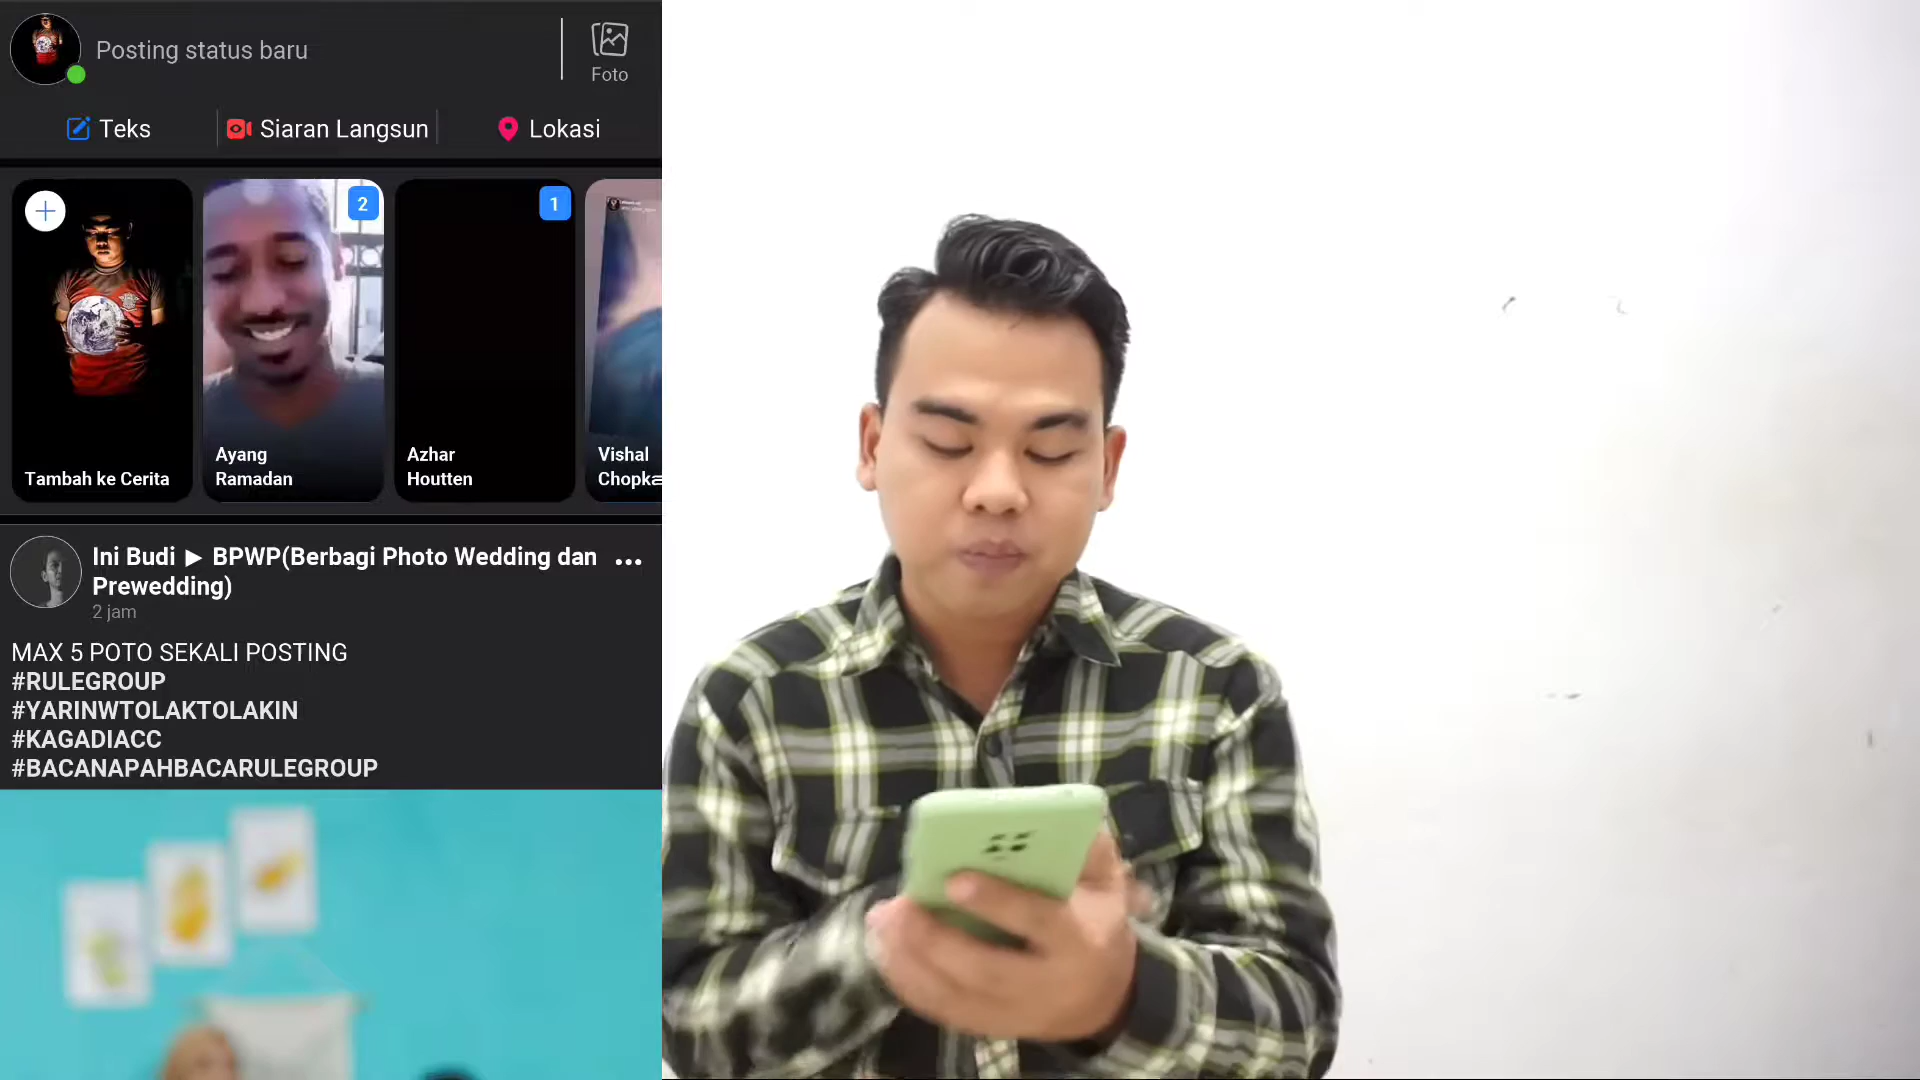 Posting status baru
Foto
Teks
Siaran Langsun
Lokasi
2
1
Tambah ke Cerita
Ayang
Ramadan
Azhar
Houtten
Vishal
Chopka
Ini Budi ▶ BPWP(Berbagi Photo Wedding dan
Prewedding)
2 jam
MAX 5 POTO SEKALI POSTING
#RULEGROUP
#YARINWTOLAKTOLAKIN
#KAGADIACC
#BACANAPAHBACARULEGROUP